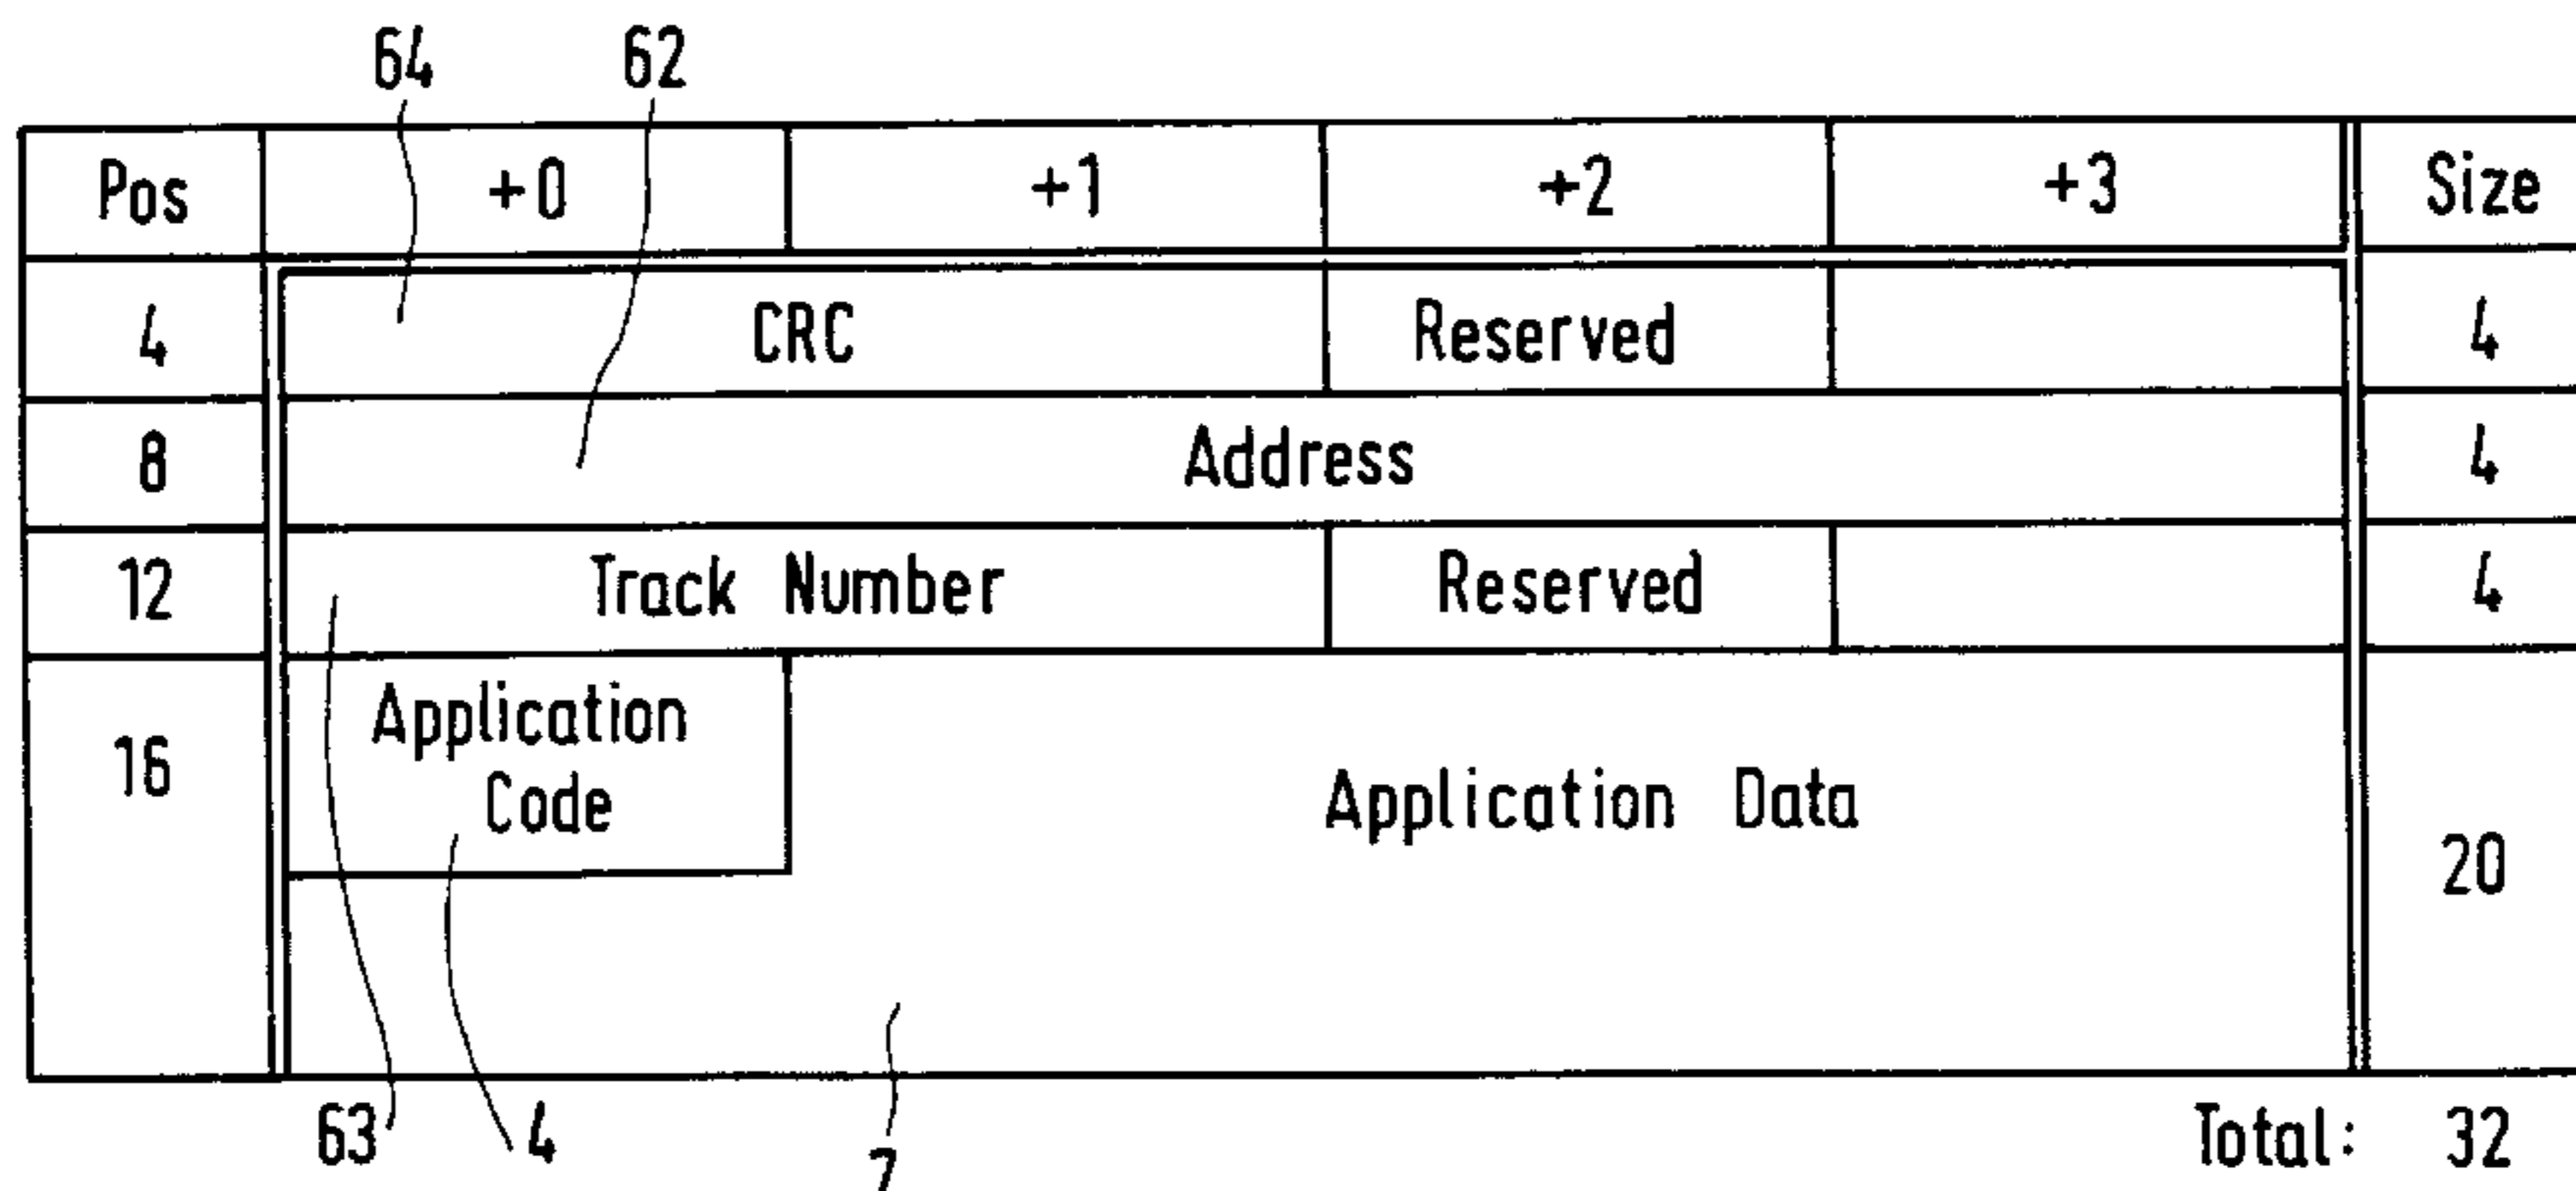 64 62
Pos +0 +1 +2 +3 Size
4 CRC Reserved 4
8 Address 4
12 Track Number Reserved 4
16 Application Code Application Data 20
63 4 7 Total: 32